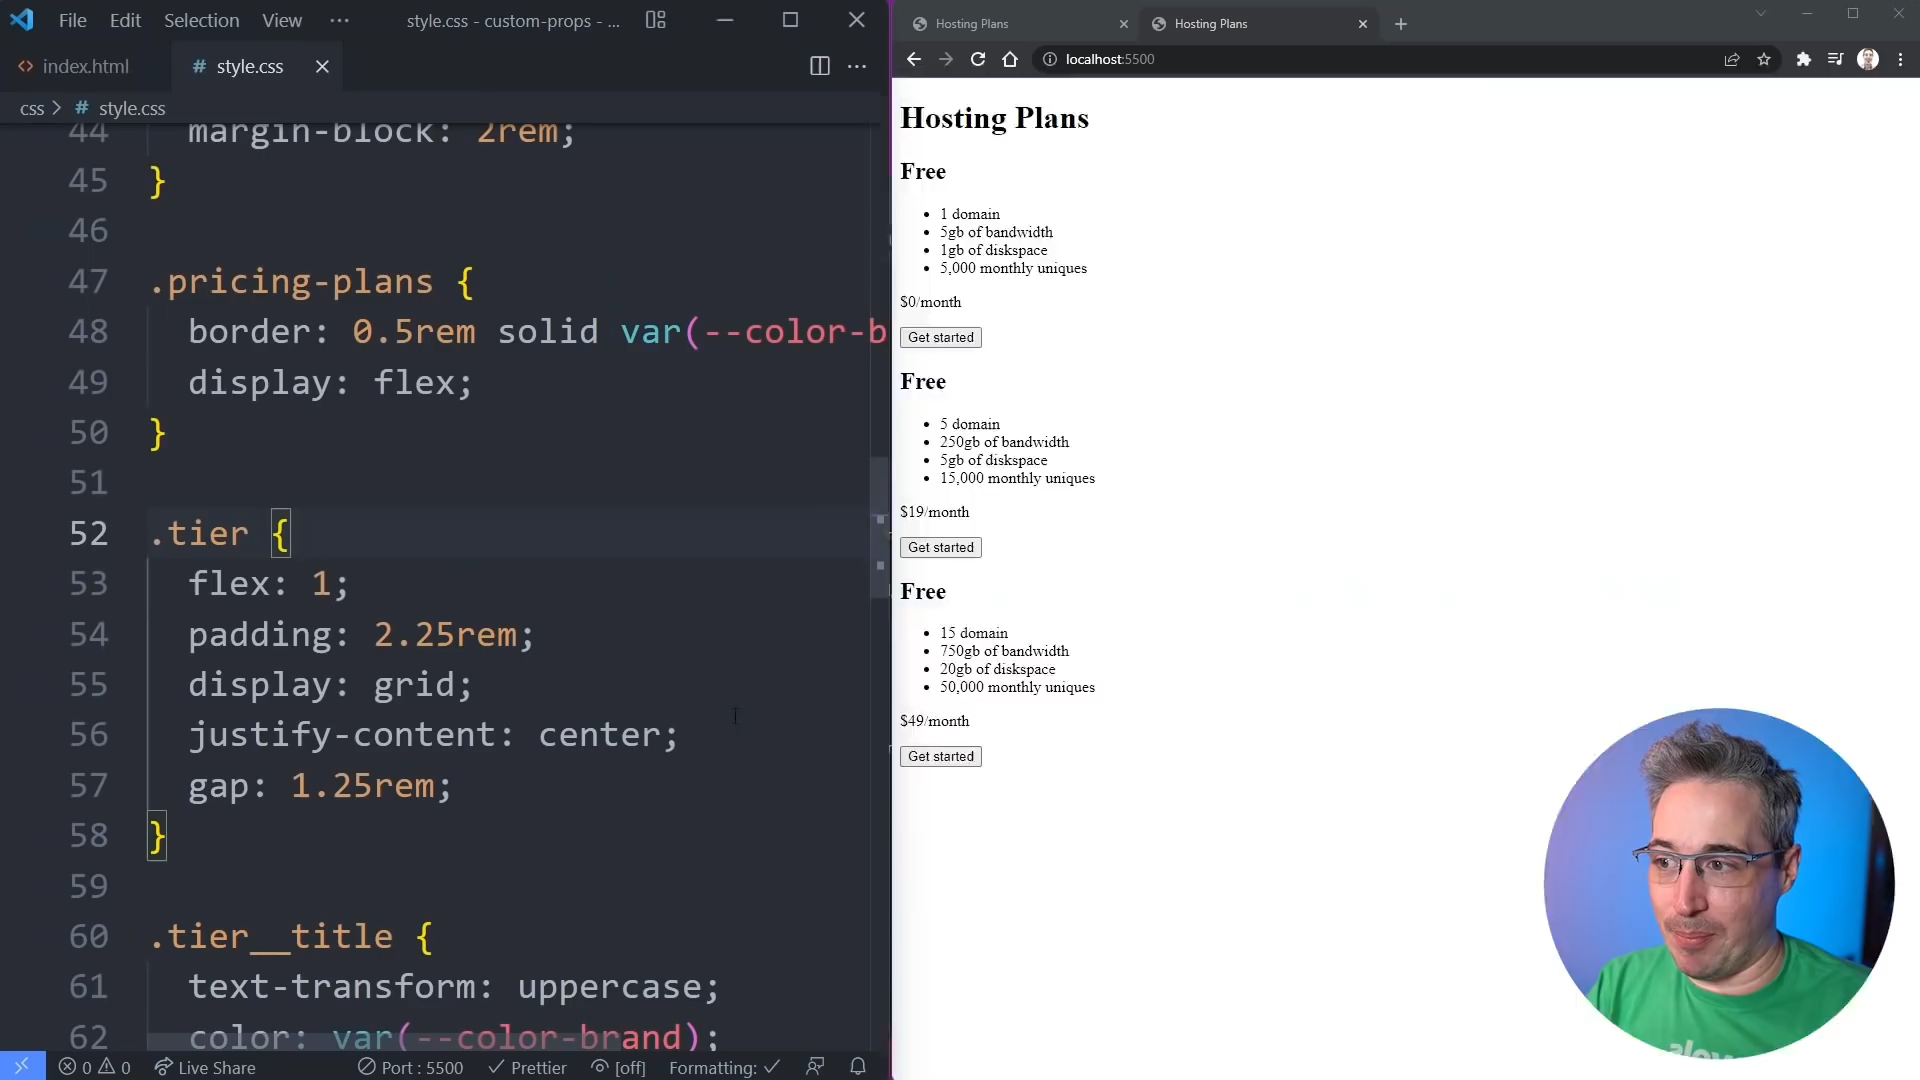 File Edit Selection View ··· style.css - custom-props - ...
index.html # style.css
css > # style.css
44 margin-block: 2rem;
45 }
46
47 .pricing-plans {
48 border: 0.5rem solid var(--color-b
49 display: flex;
50 }
51
52 .tier {
53 flex: 1;
54 padding: 2.25rem;
55 display: grid;
56 justify-content: center;
57 gap: 1.25rem;
58 }
59
60 .tier__title {
61 text-transform: uppercase;
62 color: var(--color-brand);
0 0 Live Share Port : 5500 Prettier [off] Formatting:
Hosting Plans Hosting Plans
localhost:5500
Hosting Plans
Free
1 domain
5gb of bandwidth
1gb of diskspace
5,000 monthly uniques
$0/month
Get started
Free
5 domain
250gb of bandwidth
5gb of diskspace
15,000 monthly uniques
$19/month
Get started
Free
15 domain
750gb of bandwidth
20gb of diskspace
50,000 monthly uniques
$49/month
Get started